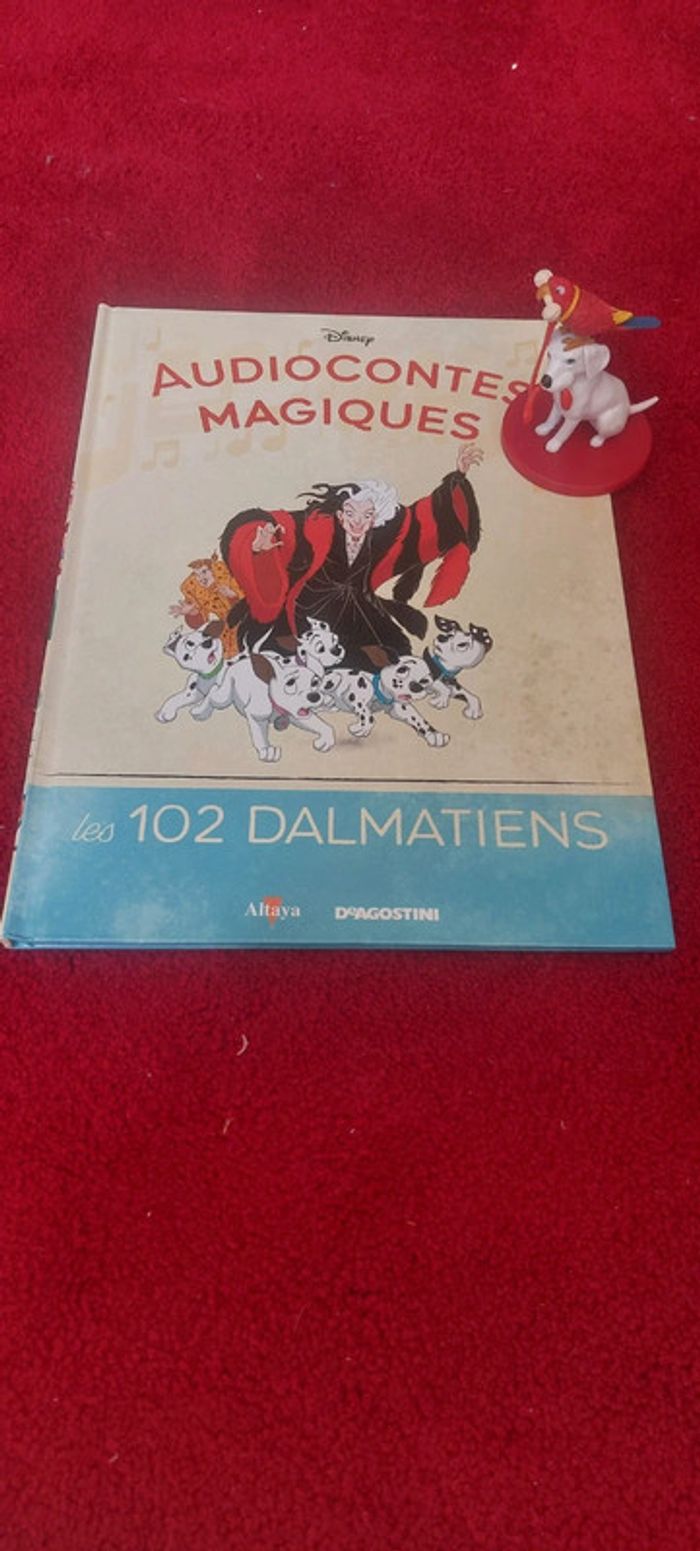 Disney
AUDIOCONTES
MAGIQUES
les 102 DALMATIENS
Altaya DeAGOSTINI